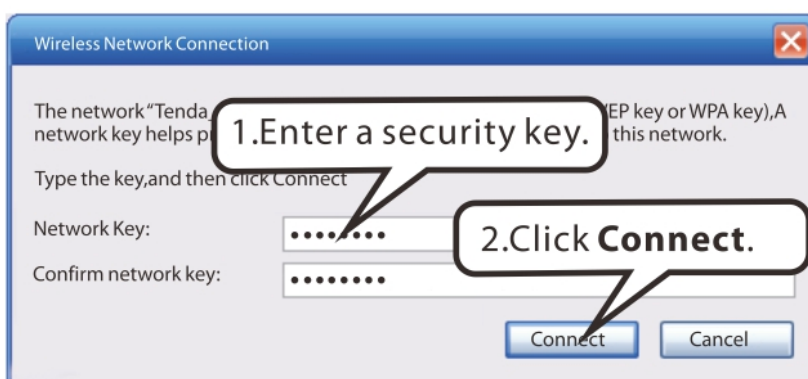 Wireless Network Connection
The network “Tenda_ EP key or WPA key),A
network key helps p this network.
1.Enter a security key.
Type the key,and then click Connect
Network Key: ••••••••
2.Click Connect.
Confirm network key: ••••••••
Connect Cancel